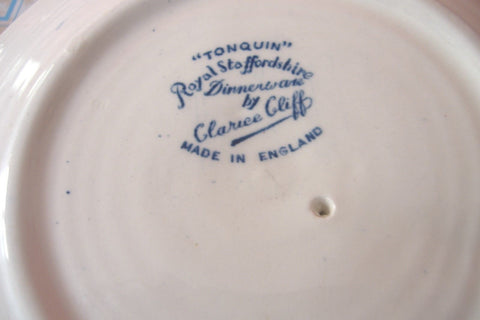 "TONQUIN"
Royal Staffordshire
Dinnerware
by
Clarice Cliff
MADE IN ENGLAND